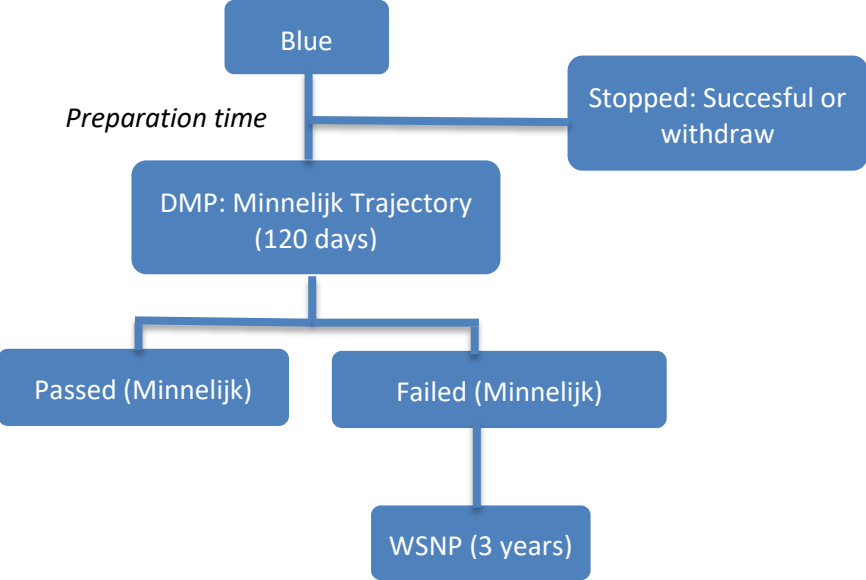 Blue
Stopped: Succesful or
withdraw
Preparation time
DMP: Minnelijk Trajectory
(120 days)
Passed (Minnelijk)
Failed (Minnelijk)
WSNP (3 years)